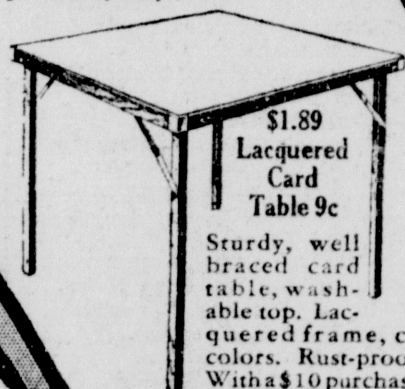 $1.89
Lacquered
Card
Table 9c
Sturdy, well
braced card
table, wash-
able top. Lac-
quered frame,
colors. Rust-proo
With a $10 purcha